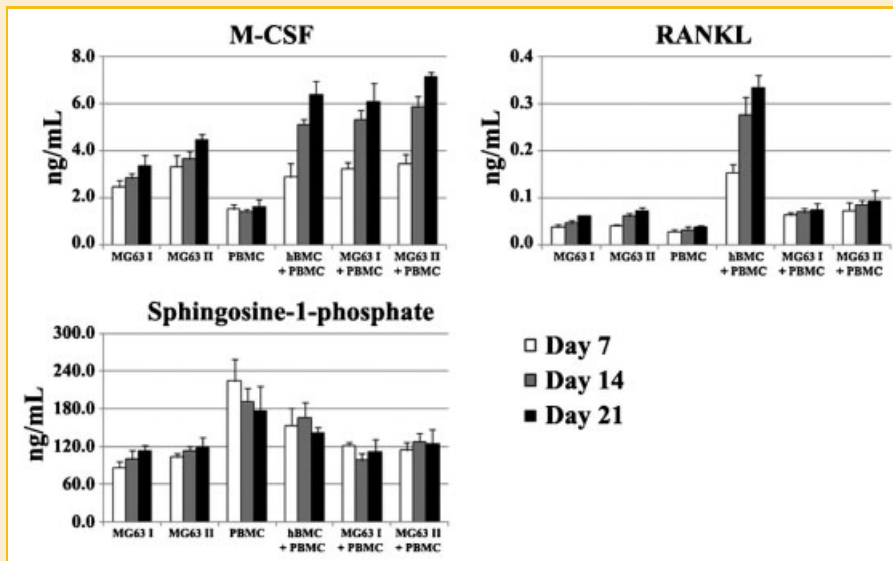 M-CSF
ng/mL
8.0
6.0
4.0
2.0
0.0
MG63 I
MG63 II
PBMC
hBMC
+ PBMC
MG63 I
+ PBMC
MG63 II
+ PBMC
RANKL
ng/mL
0.4
0.3
0.2
0.1
0.0
MG63 I
MG63 II
PBMC
hBMC
+ PBMC
MG63 I
+ PBMC
MG63 II
+ PBMC
Sphingosine-1-phosphate
ng/mL
300.0
240.0
180.0
120.0
60.0
0.0
MG63 I
MG63 II
PBMC
hBMC
+ PBMC
MG63 I
+ PBMC
MG63 II
+ PBMC
Day 7
Day 14
Day 21